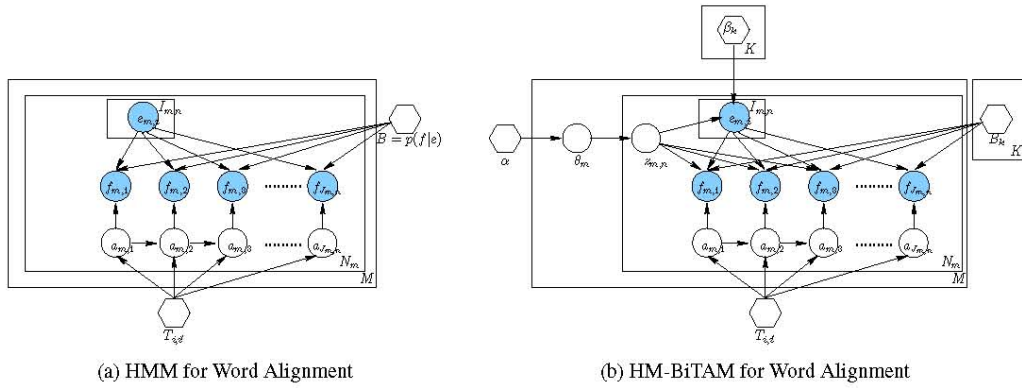 β_k
K
I_{m,n}
e_{m,i}
B = p(f|e)
f_{m,1} f_{m,2} f_{m,3} ········· f_{J_{m,n}}
a_{m,1} a_{m,2} a_{m,3} ········· a_{J_{m,n}}
N_m
M
T_{i,i'}
(a) HMM for Word Alignment
I_{m,n}
e_{m,i}
B_k
K
α
θ_m
z_{m,n}
f_{m,1} f_{m,2} f_{m,3} ········· f_{J_{m,n}}
a_{m,1} a_{m,2} a_{m,3} ········· a_{J_{m,n}}
N_m
M
T_{i,i'}
(b) HM-BiTAM for Word Alignment